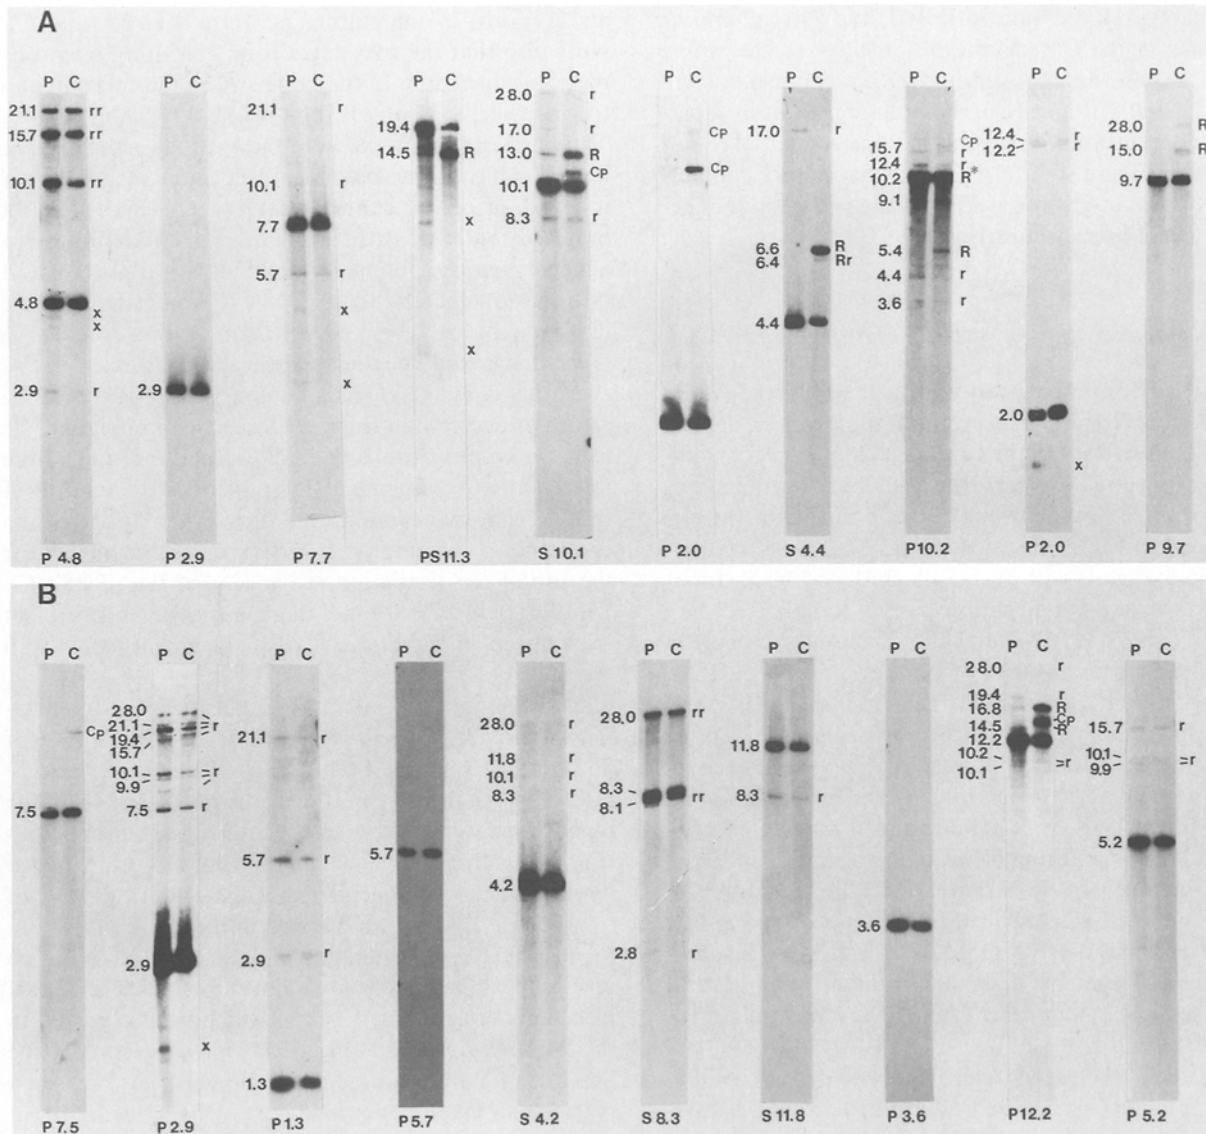 A
P C
21.1 rr
15.7 rr
10.1 rr
4.8
x
x
2.9 r
P 4.8
P C
2.9
P 2.9
P C
21.1 r
10.1 r
7.7
5.7 r
x
x
P 7.7
P C
19.4
14.5 R
x
x
PS11.3
P C
28.0 r
17.0 r
13.0 R
Cp
10.1
8.3 r
S 10.1
P C
Cp
Cp
P 2.0
P C
17.0 r
6.6 R
6.4 Rr
4.4
S 4.4
P C
15.7 Cp
r
12.4 r
10.2 R*
9.1
5.4 R
4.4 r
3.6 r
P10.2
P C
12.4 r
12.2 r
2.0
x
P 2.0
P C
28.0 R
15.0 R
9.7
P 9.7
B
P C
Cp
7.5
P 7.5
P C
28.0
21.1 r
19.4
15.7
10.1 r
9.9
7.5 r
2.9
x
P 2.9
P C
21.1 r
5.7 r
2.9 r
1.3
P 1.3
P C
5.7
P 5.7
P C
28.0 r
11.8 r
10.1 r
8.3 r
4.2
S 4.2
P C
28.0 rr
8.3 rr
8.1
2.8 r
S 8.3
P C
11.8
8.3 r
S 11.8
P C
3.6
P 3.6
P C
28.0 r
19.4 r
16.8 R
14.5 Cp
R
12.2
10.2 r
10.1
P12.2
P C
15.7 r
10.1 r
9.9
5.2
P 5.2